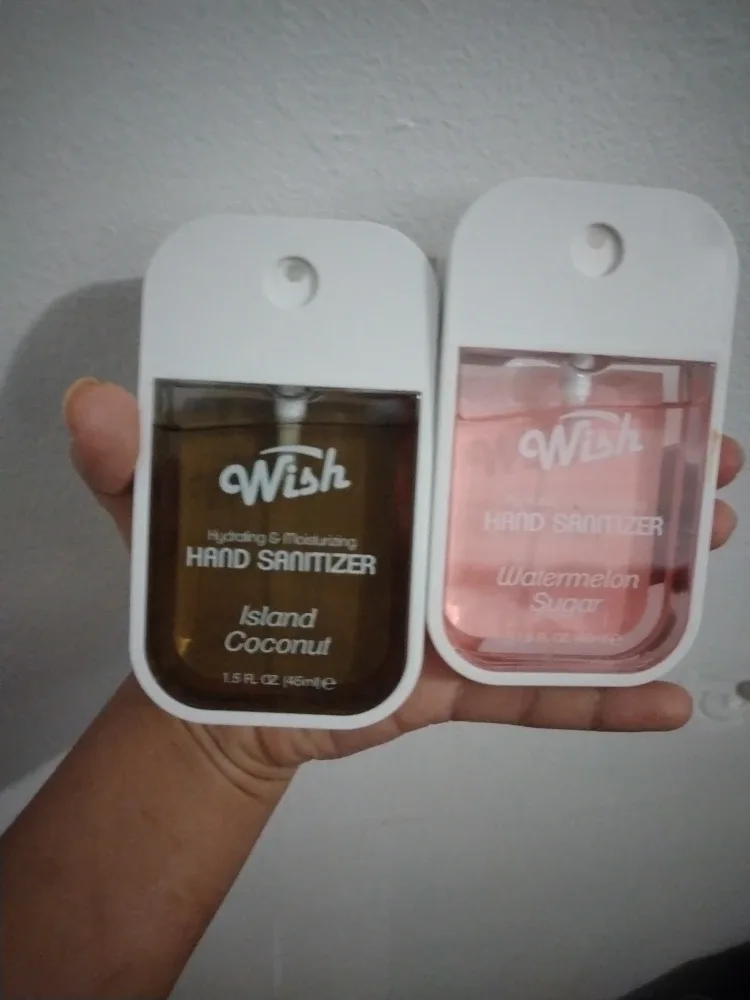 Wish
Hydrating & Moisturizing
HAND SANITIZER
Island
Coconut
1.5 FL OZ. (45ml) e
Wish
HAND SANITIZER
Watermelon
Sugar